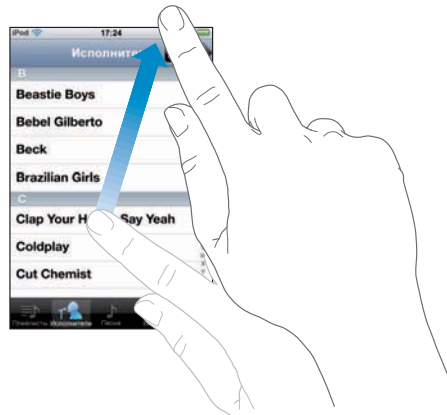 iPod 17:24
Исполните
B
Beastie Boys
Bebel Gilberto
Beck
Brazilian Girls
C
Clap Your H Say Yeah
Coldplay
Cut Chemist
Плейлисты Исполнители Песни